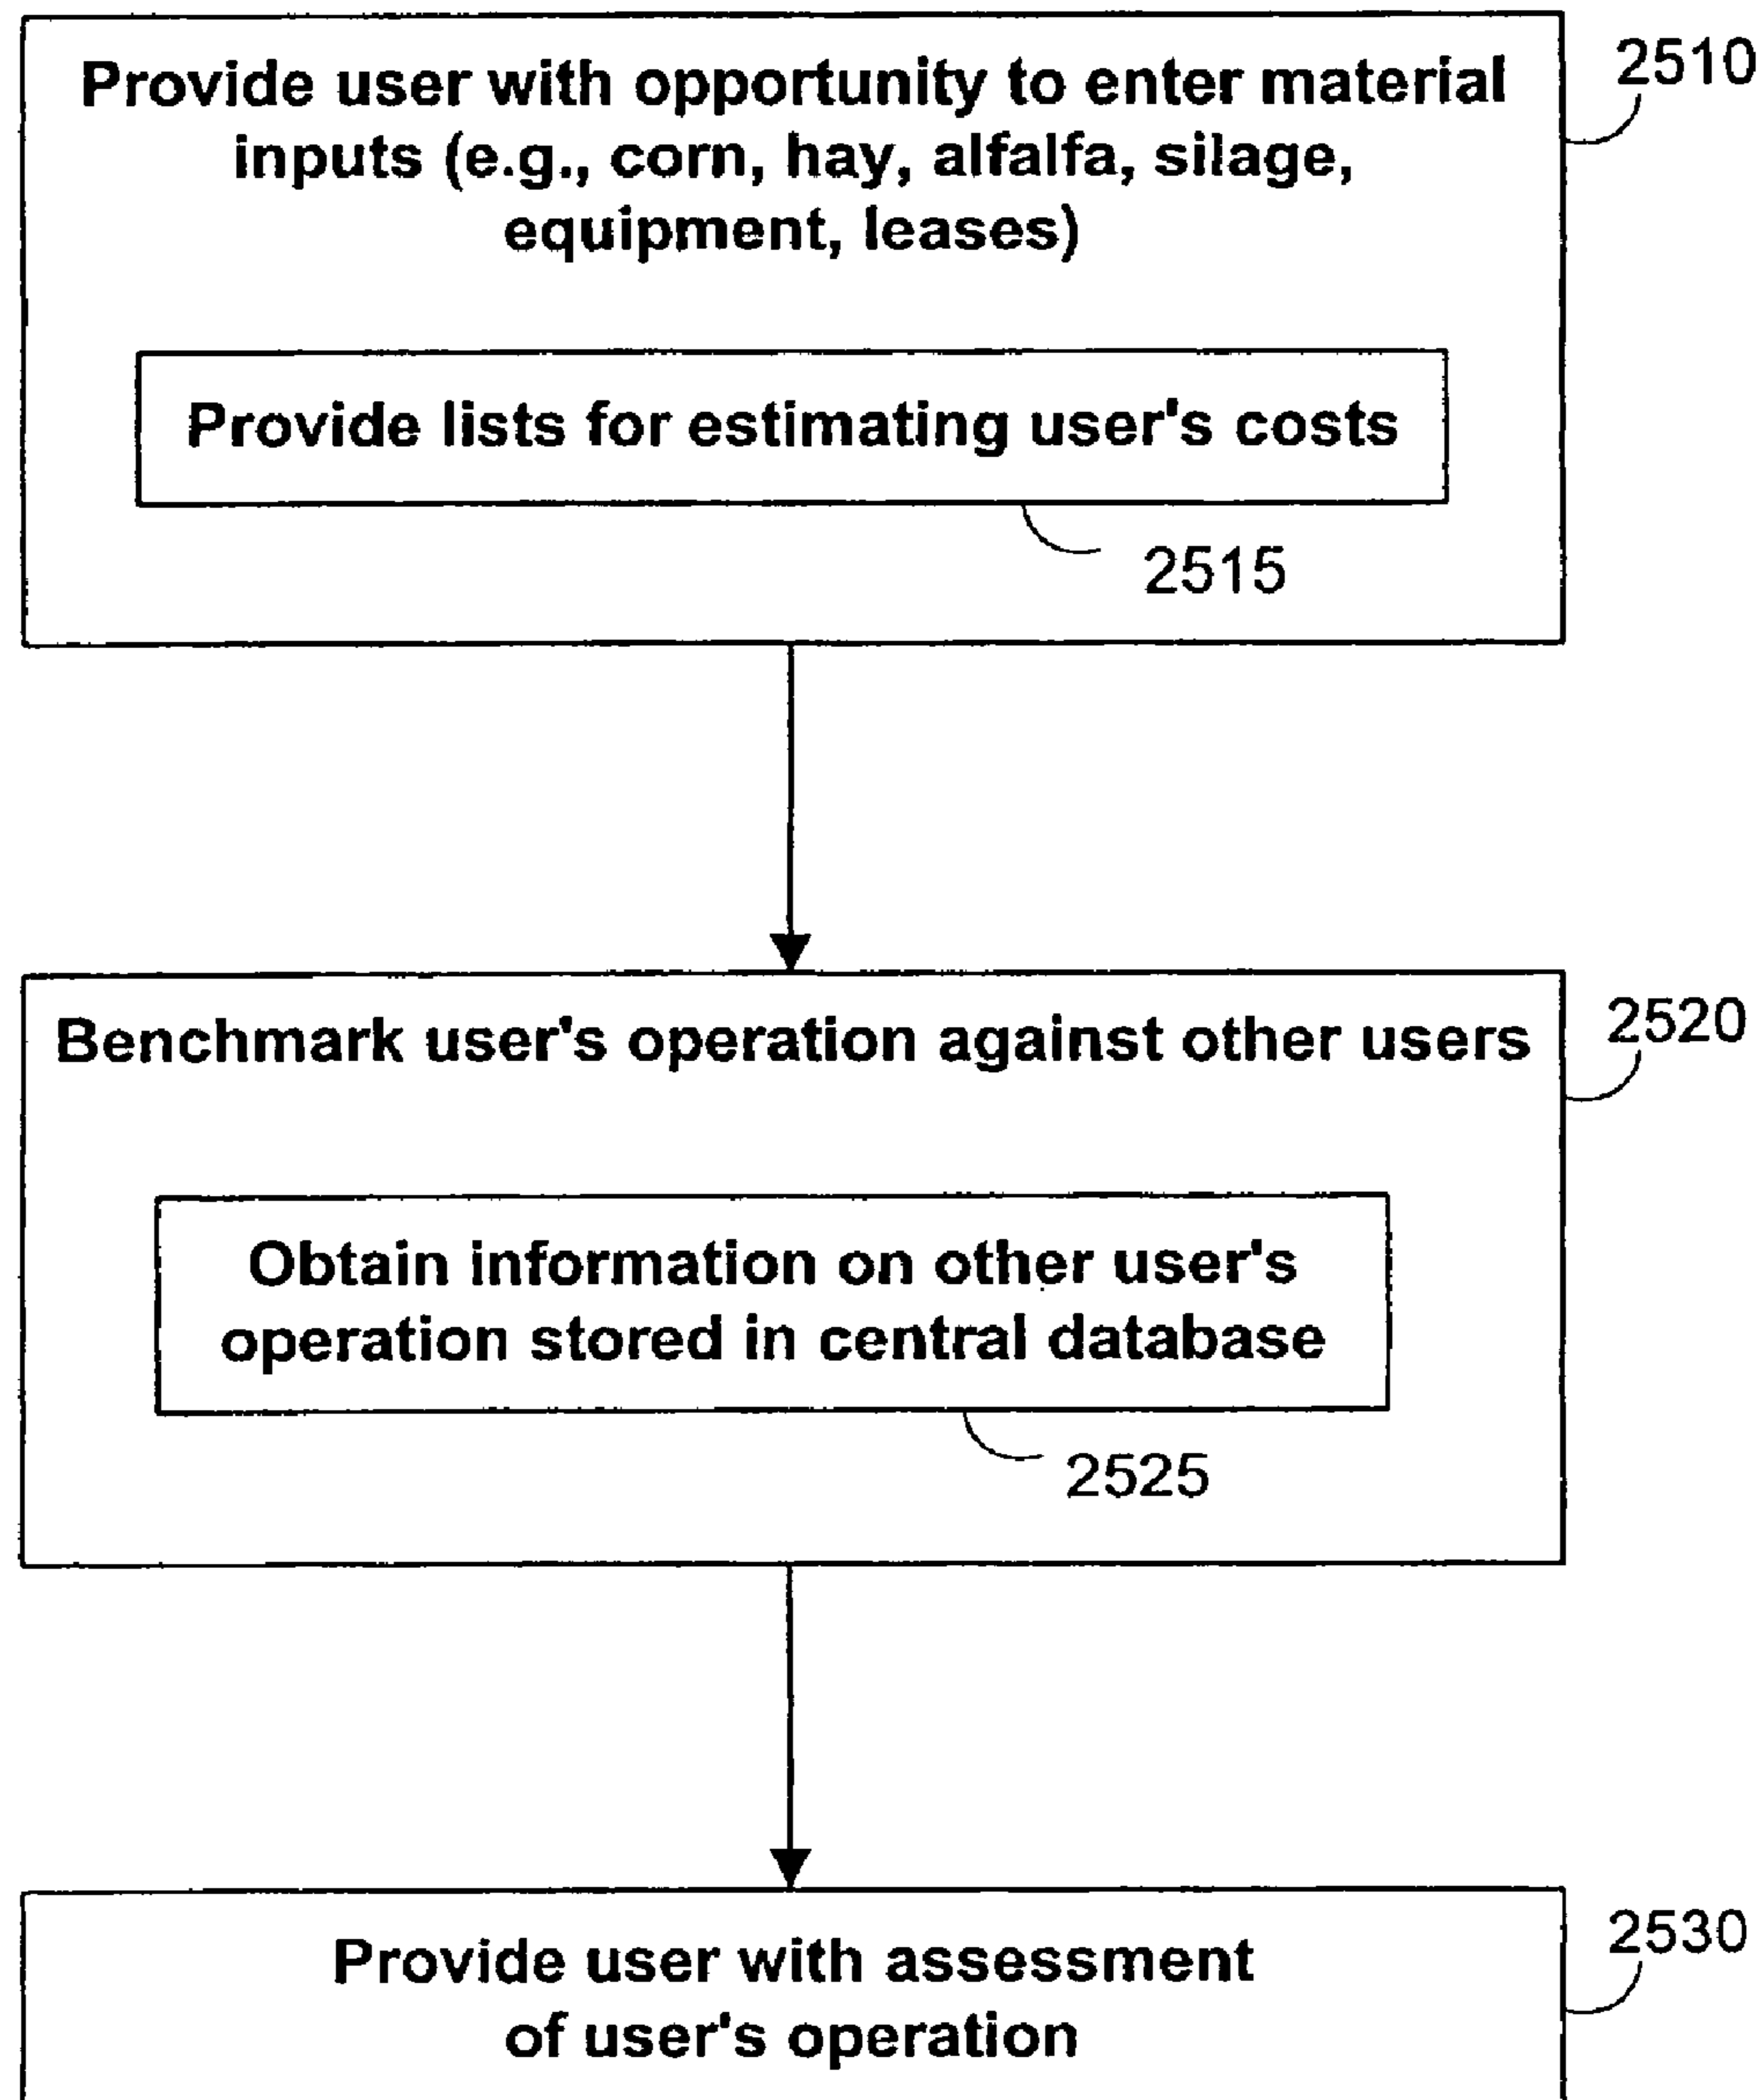 Provide user with opportunity to enter material
inputs (e.g., corn, hay, alfalfa, silage,
equipment, leases)
2510
Provide lists for estimating user's costs
2515
Benchmark user's operation against other users
2520
Obtain information on other user's
operation stored in central database
2525
Provide user with assessment
of user's operation
2530